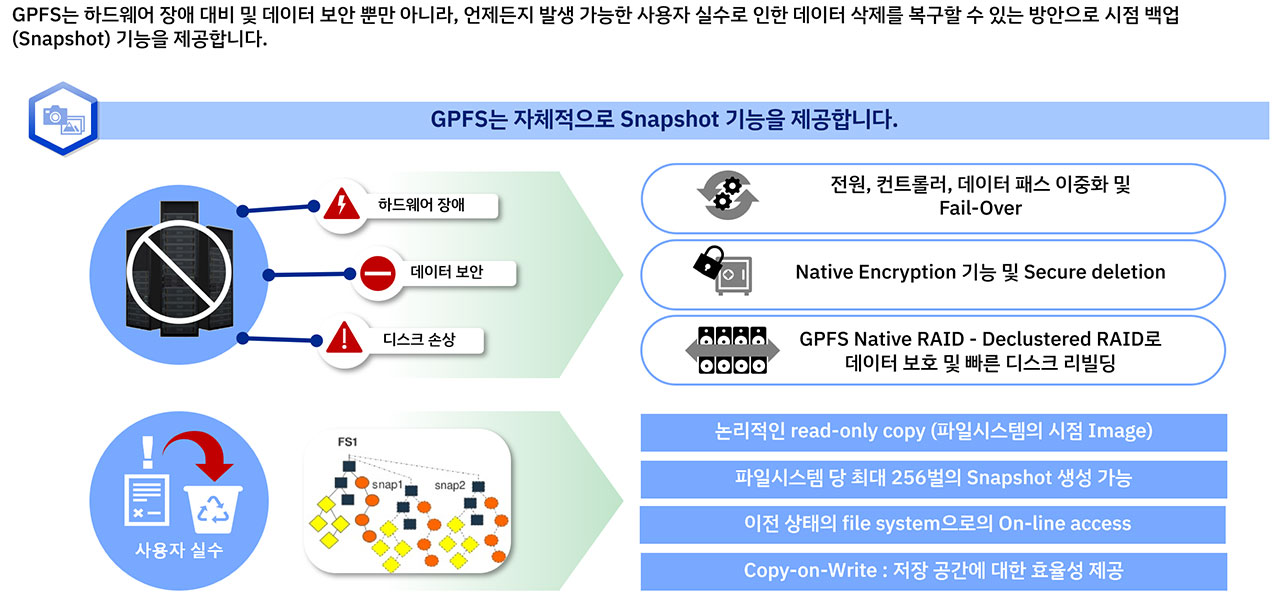 GPFS는 하드웨어 장애 대비 및 데이터 보안 뿐만 아니라, 언제든지 발생 가능한 사용자 실수로 인한 데이터 삭제를 복구할 수 있는 방안으로 시점 백업
(Snapshot) 기능을 제공합니다.
GPFS는 자체적으로 Snapshot 기능을 제공합니다.
하드웨어 장애
데이터 보안
디스크 손상
전원, 컨트롤러, 데이터 패스 이중화 및
Fail-Over
Native Encryption 기능 및 Secure deletion
GPFS Native RAID - Declustered RAID로
데이터 보호 및 빠른 디스크 리빌딩
사용자 실수
FS1
snap1
snap2
논리적인 read-only copy (파일시스템의 시점 Image)
파일시스템 당 최대 256벌의 Snapshot 생성 가능
이전 상태의 file system으로의 On-line access
Copy-on-Write : 저장 공간에 대한 효율성 제공